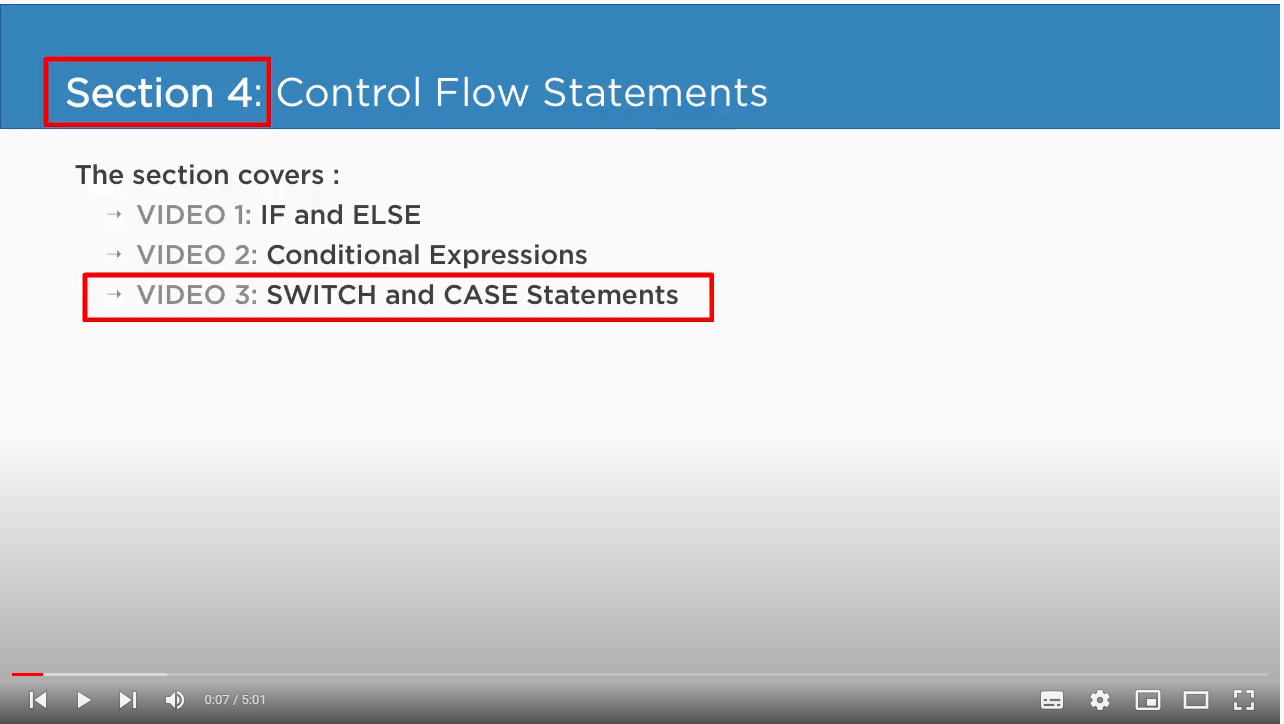 Section 4: Control Flow Statements
The section covers :
→ VIDEO 1: IF and ELSE
→ VIDEO 2: Conditional Expressions
→ VIDEO 3: SWITCH and CASE Statements
0:07 / 5:01